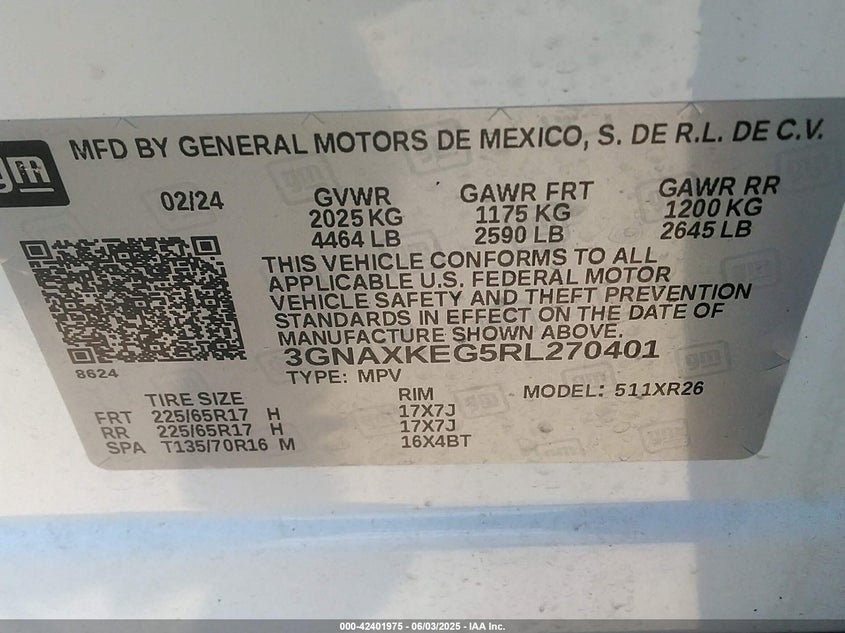 gm
MFD BY GENERAL MOTORS DE MEXICO, S. DE R.L. DE C.V.
02/24 GVWR GAWR FRT GAWR RR
2025 KG 1175 KG 1200 KG
4464 LB 2590 LB 2645 LB
THIS VEHICLE CONFORMS TO ALL
APPLICABLE U.S. FEDERAL MOTOR
VEHICLE SAFETY AND THEFT PREVENTION
STANDARDS IN EFFECT ON THE DATE OF
MANUFACTURE SHOWN ABOVE.
3GNAXKEG5RL270401
8624
TYPE: MPV
TIRE SIZE RIM MODEL: 511XR26
FRT 225/65R17 H 17X7J
RR 225/65R17 H 17X7J
SPA T135/70R16 M 16X4BT
000-42401975 - 06/03/2025 - IAA Inc.